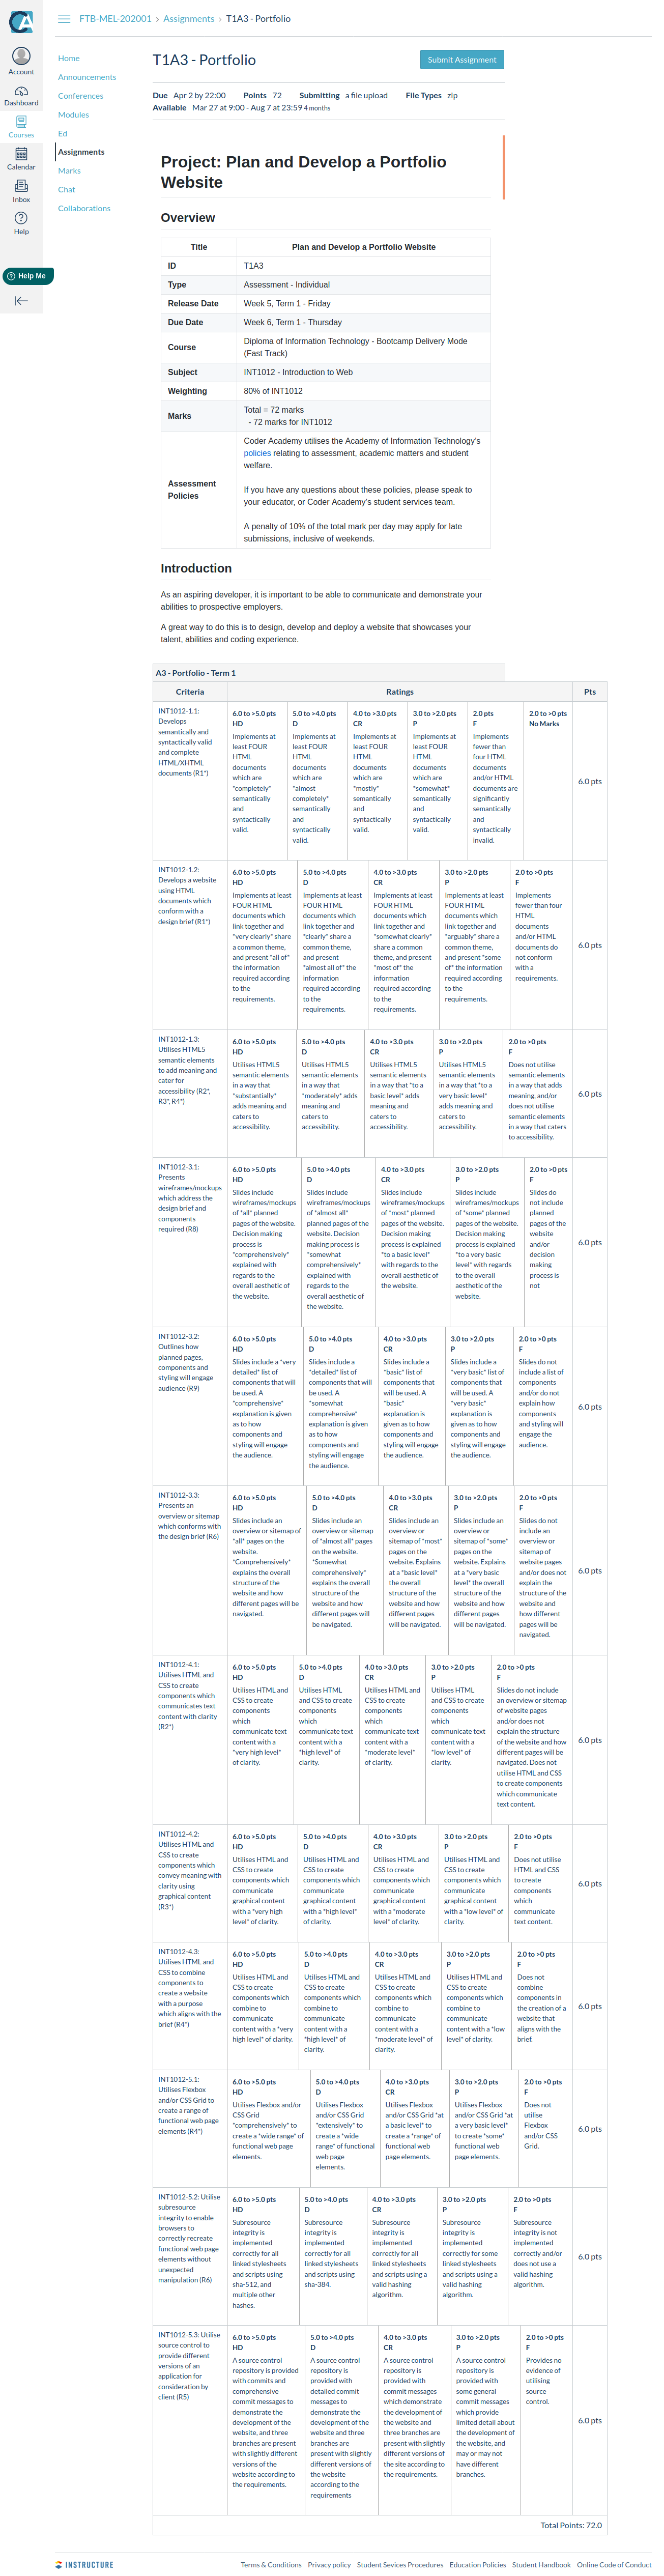 FTB-MEL-202001 › Assignments › T1A3 - Portfolio
Account
Dashboard
Courses
Calendar
Inbox
Help
Help Me
Home
Announcements
Conferences
Modules
Ed
Assignments
Marks
Chat
Collaborations
T1A3 - Portfolio
Submit Assignment
Due Apr 2 by 22:00 Points 72 Submitting a file upload File Types zip
Available Mar 27 at 9:00 - Aug 7 at 23:59 4 months
Project: Plan and Develop a Portfolio
Website
Overview
Title Plan and Develop a Portfolio Website
ID T1A3
Type Assessment - Individual
Release Date Week 5, Term 1 - Friday
Due Date Week 6, Term 1 - Thursday
Course
Diploma of Information Technology - Bootcamp Delivery Mode
(Fast Track)
Subject INT1012 - Introduction to Web
Weighting 80% of INT1012
Marks
Total = 72 marks
- 72 marks for INT1012
Assessment
Policies
Coder Academy utilises the Academy of Information Technology's
policies relating to assessment, academic matters and student
welfare.
If you have any questions about these policies, please speak to
your educator, or Coder Academy's student services team.
A penalty of 10% of the total mark per day may apply for late
submissions, inclusive of weekends.
Introduction
As an aspiring developer, it is important to be able to communicate and demonstrate your
abilities to prospective employers.
A great way to do this is to design, develop and deploy a website that showcases your
talent, abilities and coding experience.
A3 - Portfolio - Term 1
Criteria Ratings Pts
INT1012-1.1:
Develops
semantically and
syntactically valid
and complete
HTML/XHTML
documents (R1*)
6.0 to >5.0 pts
HD
Implements at
least FOUR
HTML
documents
which are
*completely*
semantically
and
syntactically
valid.
5.0 to >4.0 pts
D
Implements at
least FOUR
HTML
documents
which are
*almost
completely*
semantically
and
syntactically
valid.
4.0 to >3.0 pts
CR
Implements at
least FOUR
HTML
documents
which are
*mostly*
semantically
and
syntactically
valid.
3.0 to >2.0 pts
P
Implements at
least FOUR
HTML
documents
which are
*somewhat*
semantically
and
syntactically
valid.
2.0 pts
F
Implements
fewer than
four HTML
documents
and/or HTML
documents are
significantly
semantically
and
syntactically
invalid.
2.0 to >0 pts
No Marks
6.0 pts
INT1012-1.2:
Develops a website
using HTML
documents which
conform with a
design brief (R1*)
6.0 to >5.0 pts
HD
Implements at least
FOUR HTML
documents which
link together and
*very clearly* share
a common theme,
and present *all of*
the information
required according
to the
requirements.
5.0 to >4.0 pts
D
Implements at least
FOUR HTML
documents which
link together and
*clearly* share a
common theme,
and present
*almost all of* the
information
required according
to the
requirements.
4.0 to >3.0 pts
CR
Implements at least
FOUR HTML
documents which
link together and
*somewhat clearly*
share a common
theme, and present
*most of* the
information
required according
to the
requirements.
3.0 to >2.0 pts
P
Implements at least
FOUR HTML
documents which
link together and
*arguably* share a
common theme,
and present *some
of* the information
required according
to the
requirements.
2.0 to >0 pts
F
Implements
fewer than four
HTML
documents
and/or HTML
documents do
not conform
with a
requirements.
6.0 pts
INT1012-1.3:
Utilises HTML5
semantic elements
to add meaning and
cater for
accessibility (R2*,
R3*, R4*)
6.0 to >5.0 pts
HD
Utilises HTML5
semantic elements
in a way that
*substantially*
adds meaning and
caters to
accessibility.
5.0 to >4.0 pts
D
Utilises HTML5
semantic elements
in a way that
*moderately* adds
meaning and
caters to
accessibility.
4.0 to >3.0 pts
CR
Utilises HTML5
semantic elements
in a way that *to a
basic level* adds
meaning and
caters to
accessibility.
3.0 to >2.0 pts
P
Utilises HTML5
semantic elements
in a way that *to a
very basic level*
adds meaning and
caters to
accessibility.
2.0 to >0 pts
F
Does not utilise
semantic elements
in a way that adds
meaning, and/or
does not utilise
semantic elements
in a way that caters
to accessibility.
6.0 pts
INT1012-3.1:
Presents
wireframes/mockups
which address the
design brief and
components
required (R8)
6.0 to >5.0 pts
HD
Slides include
wireframes/mockups
of *all* planned
pages of the website.
Decision making
process is
*comprehensively*
explained with
regards to the
overall aesthetic of
the website.
5.0 to >4.0 pts
D
Slides include
wireframes/mockups
of *almost all*
planned pages of the
website. Decision
making process is
*somewhat
comprehensively*
explained with
regards to the
overall aesthetic of
the website.
4.0 to >3.0 pts
CR
Slides include
wireframes/mockups
of *most* planned
pages of the website.
Decision making
process is explained
*to a basic level*
with regards to the
overall aesthetic of
the website.
3.0 to >2.0 pts
P
Slides include
wireframes/mockups
of *some* planned
pages of the website.
Decision making
process is explained
*to a very basic
level* with regards
to the overall
aesthetic of the
website.
2.0 to >0 pts
F
Slides do
not include
planned
pages of the
website
and/or
decision
making
process is
not
6.0 pts
INT1012-3.2:
Outlines how
planned pages,
components and
styling will engage
audience (R9)
6.0 to >5.0 pts
HD
Slides include a *very
detailed* list of
components that will
be used. A
*comprehensive*
explanation is given
as to how
components and
styling will engage
the audience.
5.0 to >4.0 pts
D
Slides include a
*detailed* list of
components that will
be used. A
*somewhat
comprehensive*
explanation is given
as to how
components and
styling will engage
the audience.
4.0 to >3.0 pts
CR
Slides include a
*basic* list of
components that
will be used. A
*basic*
explanation is
given as to how
components and
styling will engage
the audience.
3.0 to >2.0 pts
P
Slides include a
*very basic* list of
components that
will be used. A
*very basic*
explanation is
given as to how
components and
styling will engage
the audience.
2.0 to >0 pts
F
Slides do not
include a list of
components
and/or do not
explain how
components
and styling will
engage the
audience.
6.0 pts
INT1012-3.3:
Presents an
overview or sitemap
which conforms with
the design brief (R6)
6.0 to >5.0 pts
HD
Slides include an
overview or sitemap of
*all* pages on the
website.
*Comprehensively*
explains the overall
structure of the
website and how
different pages will be
navigated.
5.0 to >4.0 pts
D
Slides include an
overview or sitemap
of *almost all* pages
on the website.
*Somewhat
comprehensively*
explains the overall
structure of the
website and how
different pages will
be navigated.
4.0 to >3.0 pts
CR
Slides include an
overview or
sitemap of *most*
pages on the
website. Explains
at a *basic level*
the overall
structure of the
website and how
different pages
will be navigated.
3.0 to >2.0 pts
P
Slides include an
overview or
sitemap of *some*
pages on the
website. Explains
at a *very basic
level* the overall
structure of the
website and how
different pages
will be navigated.
2.0 to >0 pts
F
Slides do not
include an
overview or
sitemap of
website pages
and/or does not
explain the
structure of the
website and
how different
pages will be
navigated.
6.0 pts
INT1012-4.1:
Utilises HTML and
CSS to create
components which
communicates text
content with clarity
(R2*)
6.0 to >5.0 pts
HD
Utilises HTML and
CSS to create
components
which
communicate text
content with a
*very high level*
of clarity.
5.0 to >4.0 pts
D
Utilises HTML
and CSS to create
components
which
communicate text
content with a
*high level* of
clarity.
4.0 to >3.0 pts
CR
Utilises HTML and
CSS to create
components
which
communicate text
content with a
*moderate level*
of clarity.
3.0 to >2.0 pts
P
Utilises HTML
and CSS to create
components
which
communicate text
content with a
*low level* of
clarity.
2.0 to >0 pts
F
Slides do not include
an overview or sitemap
of website pages
and/or does not
explain the structure
of the website and how
different pages will be
navigated. Does not
utilise HTML and CSS
to create components
which communicate
text content.
6.0 pts
INT1012-4.2:
Utilises HTML and
CSS to create
components which
convey meaning with
clarity using
graphical content
(R3*)
6.0 to >5.0 pts
HD
Utilises HTML and
CSS to create
components which
communicate
graphical content
with a *very high
level* of clarity.
5.0 to >4.0 pts
D
Utilises HTML and
CSS to create
components which
communicate
graphical content
with a *high level*
of clarity.
4.0 to >3.0 pts
CR
Utilises HTML and
CSS to create
components which
communicate
graphical content
with a *moderate
level* of clarity.
3.0 to >2.0 pts
P
Utilises HTML and
CSS to create
components which
communicate
graphical content
with a *low level* of
clarity.
2.0 to >0 pts
F
Does not utilise
HTML and CSS
to create
components
which
communicate
text content.
6.0 pts
INT1012-4.3:
Utilises HTML and
CSS to combine
components to
create a website
with a purpose
which aligns with the
brief (R4*)
6.0 to >5.0 pts
HD
Utilises HTML and
CSS to create
components which
combine to
communicate
content with a *very
high level* of clarity.
5.0 to >4.0 pts
D
Utilises HTML and
CSS to create
components which
combine to
communicate
content with a
*high level* of
clarity.
4.0 to >3.0 pts
CR
Utilises HTML and
CSS to create
components which
combine to
communicate
content with a
*moderate level* of
clarity.
3.0 to >2.0 pts
P
Utilises HTML and
CSS to create
components which
combine to
communicate
content with a *low
level* of clarity.
2.0 to >0 pts
F
Does not
combine
components in
the creation of a
website that
aligns with the
brief.
6.0 pts
INT1012-5.1:
Utilises Flexbox
and/or CSS Grid to
create a range of
functional web page
elements (R4*)
6.0 to >5.0 pts
HD
Utilises Flexbox and/or
CSS Grid
*comprehensively* to
create a *wide range* of
functional web page
elements.
5.0 to >4.0 pts
D
Utilises Flexbox
and/or CSS Grid
*extensively* to
create a *wide
range* of functional
web page
elements.
4.0 to >3.0 pts
CR
Utilises Flexbox
and/or CSS Grid *at
a basic level* to
create a *range* of
functional web
page elements.
3.0 to >2.0 pts
P
Utilises Flexbox
and/or CSS Grid *at
a very basic level*
to create *some*
functional web
page elements.
2.0 to >0 pts
F
Does not
utilise
Flexbox
and/or CSS
Grid.
6.0 pts
INT1012-5.2: Utilise
subresource
integrity to enable
browsers to
correctly recreate
functional web page
elements without
unexpected
manipulation (R6)
6.0 to >5.0 pts
HD
Subresource
integrity is
implemented
correctly for all
linked stylesheets
and scripts using
sha-512, and
multiple other
hashes.
5.0 to >4.0 pts
D
Subresource
integrity is
implemented
correctly for all
linked stylesheets
and scripts using
sha-384.
4.0 to >3.0 pts
CR
Subresource
integrity is
implemented
correctly for all
linked stylesheets
and scripts using a
valid hashing
algorithm.
3.0 to >2.0 pts
P
Subresource
integrity is
implemented
correctly for some
linked stylesheets
and scripts using a
valid hashing
algorithm.
2.0 to >0 pts
F
Subresource
integrity is not
implemented
correctly and/or
does not use a
valid hashing
algorithm.
6.0 pts
INT1012-5.3: Utilise
source control to
provide different
versions of an
application for
consideration by
client (R5)
6.0 to >5.0 pts
HD
A source control
repository is provided
with commits and
comprehensive
commit messages to
demonstrate the
development of the
website, and three
branches are present
with slightly different
versions of the
website according to
the requirements.
5.0 to >4.0 pts
D
A source control
repository is
provided with
detailed commit
messages to
demonstrate the
development of the
website and three
branches are
present with slightly
different versions of
the website
according to the
requirements
4.0 to >3.0 pts
CR
A source control
repository is
provided with
commit messages
which demonstrate
the development of
the website and
three branches are
present with slightly
different versions of
the site according to
the requirements.
3.0 to >2.0 pts
P
A source control
repository is
provided with
some general
commit messages
which provide
limited detail about
the development of
the website, and
may or may not
have different
branches.
2.0 to >0 pts
F
Provides no
evidence of
utilising
source
control.
6.0 pts
Total Points: 72.0
INSTRUCTURE
Terms & Conditions Privacy policy Student Sevices Procedures Education Policies Student Handbook Online Code of Conduct